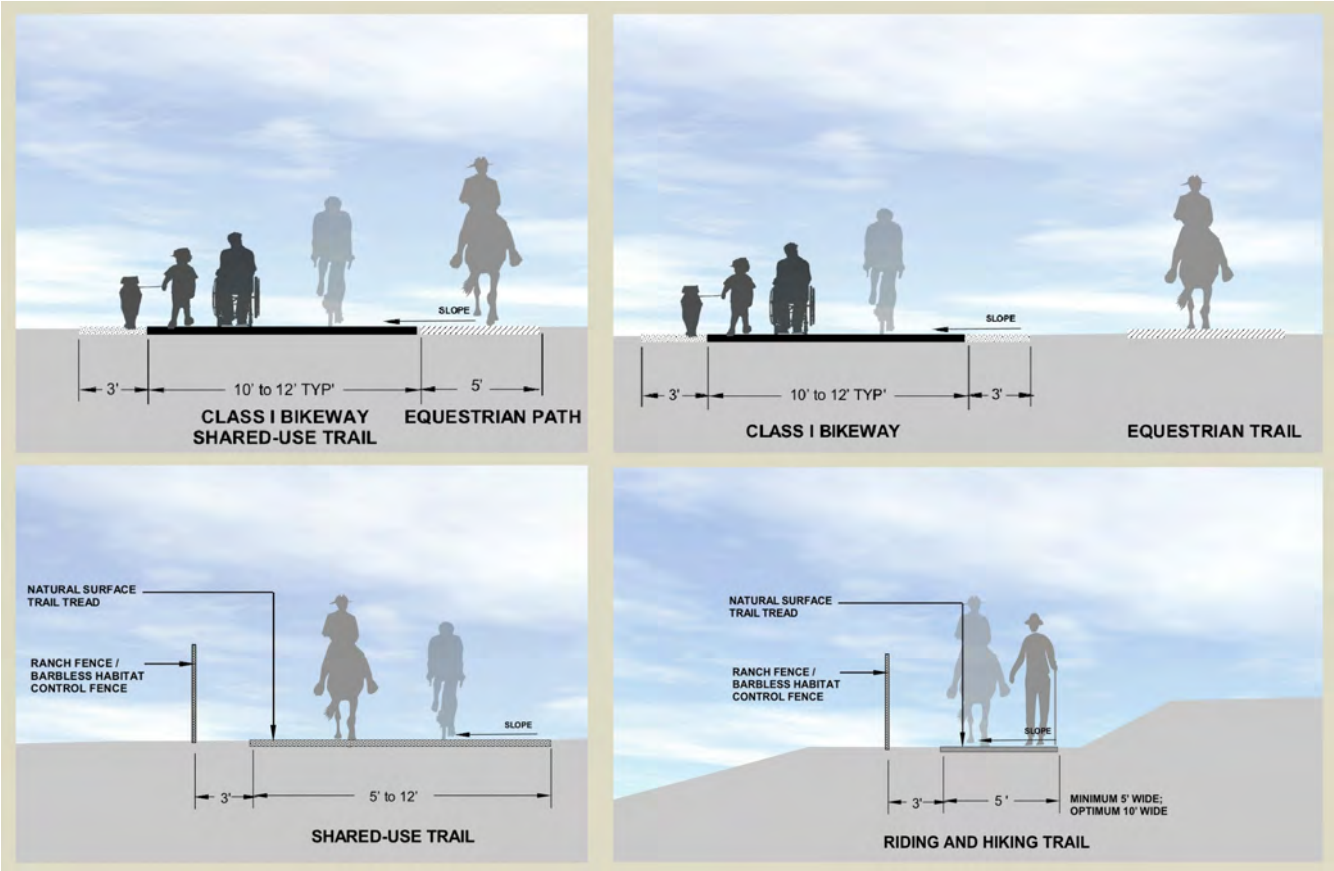 SLOPE
3'
10' to 12' TYP'
5'
CLASS I BIKEWAY
SHARED-USE TRAIL
EQUESTRIAN PATH
SLOPE
3'
10' to 12' TYP'
3'
CLASS I BIKEWAY
EQUESTRIAN TRAIL
NATURAL SURFACE
TRAIL TREAD
RANCH FENCE /
BARBLESS HABITAT
CONTROL FENCE
SLOPE
3'
5' to 12'
SHARED-USE TRAIL
NATURAL SURFACE
TRAIL TREAD
RANCH FENCE /
BARBLESS HABITAT
CONTROL FENCE
SLOPE
3'
5 '
MINIMUM 5' WIDE;
OPTIMUM 10' WIDE
RIDING AND HIKING TRAIL